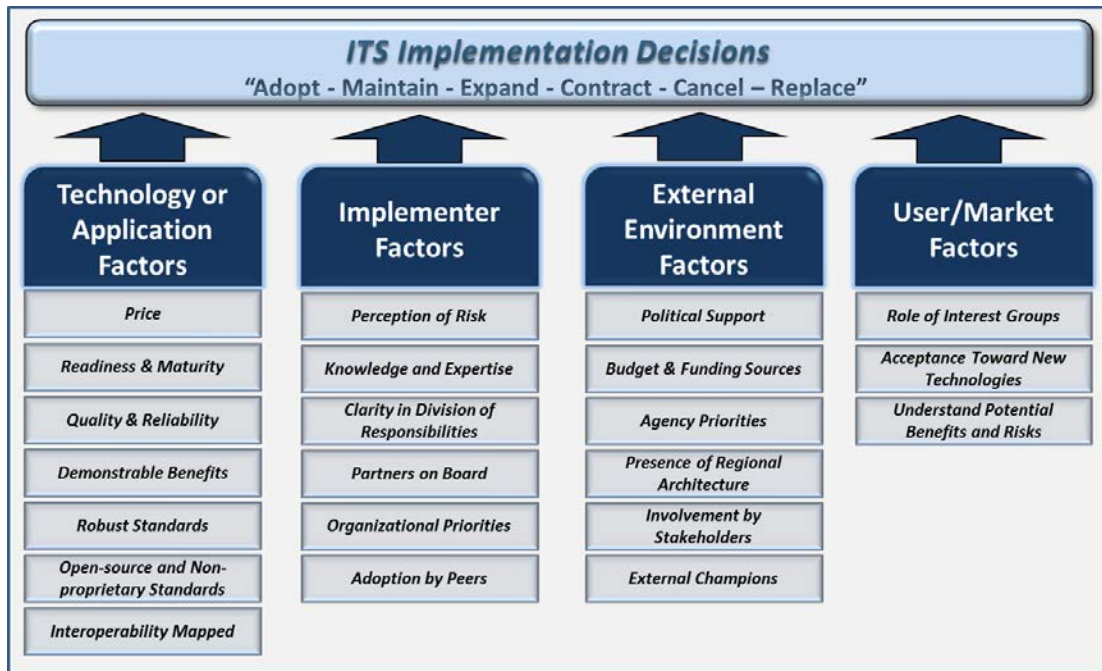 ITS Implementation Decisions
“Adopt - Maintain - Expand - Contract - Cancel – Replace”
Technology or
Application
Factors
Price
Readiness & Maturity
Quality & Reliability
Demonstrable Benefits
Robust Standards
Open-source and Non-
proprietary Standards
Interoperability Mapped
Implementer
Factors
Perception of Risk
Knowledge and Expertise
Clarity in Division of
Responsibilities
Partners on Board
Organizational Priorities
Adoption by Peers
External
Environment
Factors
Political Support
Budget & Funding Sources
Agency Priorities
Presence of Regional
Architecture
Involvement by
Stakeholders
External Champions
User/Market
Factors
Role of Interest Groups
Acceptance Toward New
Technologies
Understand Potential
Benefits and Risks